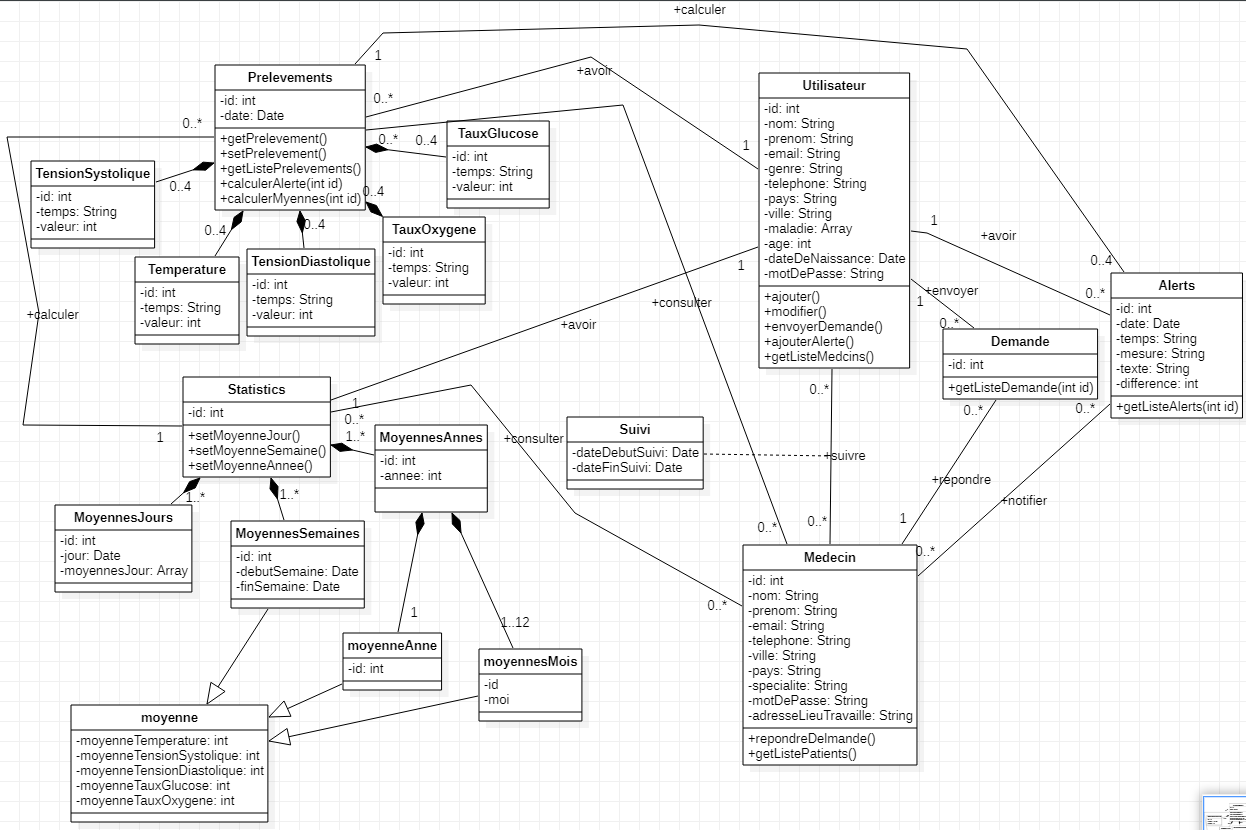 +calculer
1
Prelevements
-id: int
-date: Date
+getPrelevement()
+setPrelevement()
+getListePrelevements()
+calculerAlerte(int id)
+calculerMyennes(int id)
0..*
+avoir
0..*
0..*
0..4
TauxGlucose
-id: int
-temps: String
-valeur: int
TensionSystolique
-id: int
-temps: String
-valeur: int
0..4
0..4
TauxOxygene
-id: int
-temps: String
-valeur: int
0..4
Temperature
-id: int
-temps: String
-valeur: int
0..4
TensionDiastolique
-id: int
-temps: String
-valeur: int
+calculer
1
Utilisateur
-id: int
-nom: String
-prenom: String
-email: String
-genre: String
-telephone: String
-pays: String
-ville: String
-maladie: Array
-age: int
-dateDeNaissance: Date
-motDePasse: String
+ajouter()
+modifier()
+envoyerDemande()
+ajouterAlerte()
+getListeMedcins()
1
1
+avoir
0..4
0..*
Alerts
-id: int
-date: Date
-temps: String
-mesure: String
-texte: String
-difference: int
+getListeAlerts(int id)
+envoyer
1
0..*
Demande
-id: int
+getListeDemande(int id)
0..*
0..*
1
+consulter
+avoir
Statistics
-id: int
+setMoyenneJour()
+setMoyenneSemaine()
+setMoyenneAnnee()
1
0..*
1..*
MoyennesAnnes
-id: int
-annee: int
+consulter
Suivi
-dateDebutSuivi: Date
-dateFinSuivi: Date
0..*
+suivre
0..*
0..*
+repondre
+notifier
1
0..*
1..*
MoyennesJours
-id: int
-jour: Date
-moyennesJour: Array
1..*
MoyennesSemaines
-id: int
-debutSemaine: Date
-finSemaine: Date
0..*
Medecin
-id: int
-nom: String
-prenom: String
-email: String
-telephone: String
-ville: String
-pays: String
-specialite: String
-motDePasse: String
-adresseLieuTravaille: String
+repondreDelmande()
+getListePatients()
1
moyenneAnne
-id: int
1..12
moyennesMois
-id
-moi
moyenne
-moyenneTemperature: int
-moyenneTensionSystolique: int
-moyenneTensionDiastolique: int
-moyenneTauxGlucose: int
-moyenneTauxOxygene: int